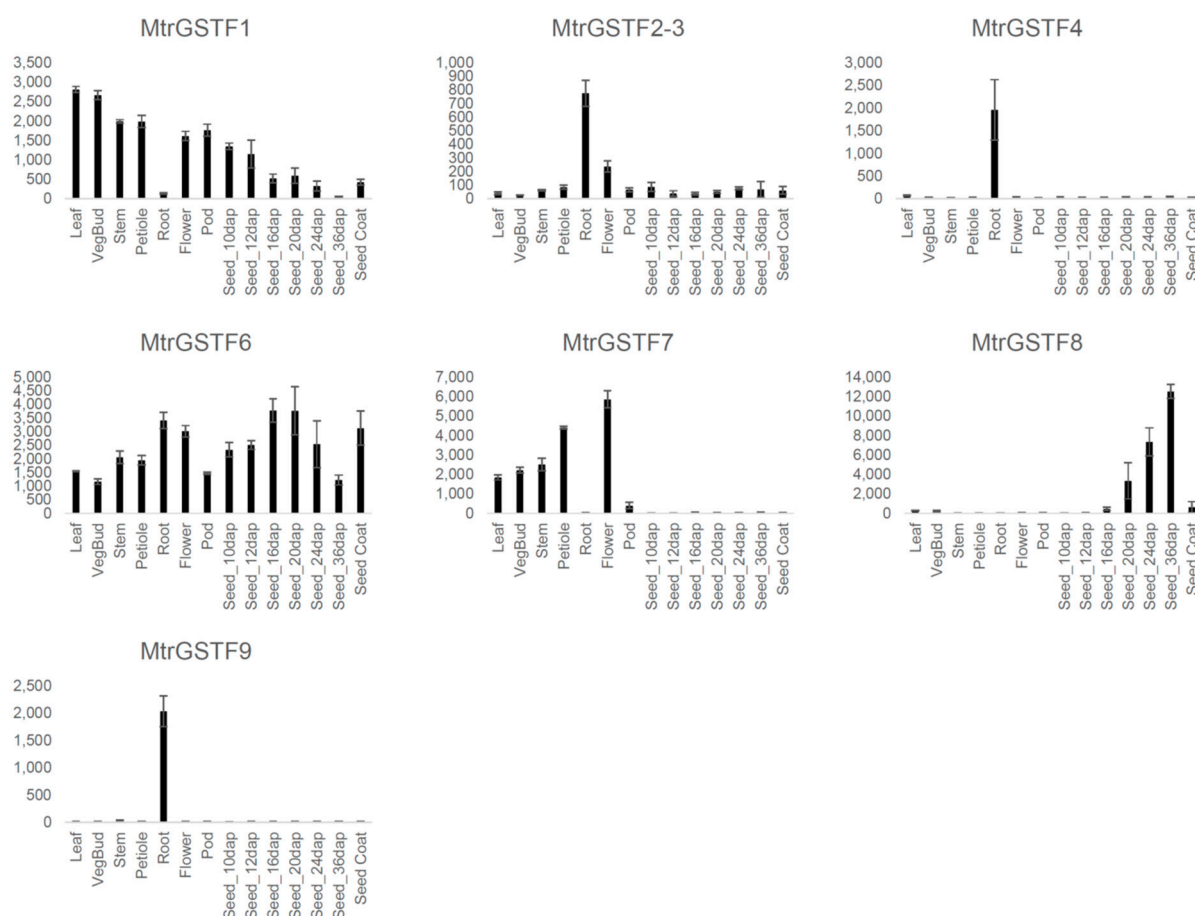 MtrGSTF1
3,500
3,000
2,500
2,000
1,500
1,000
500
0
Leaf
VegBud
Stem
Petiole
Root
Flower
Pod
Seed_10dap
Seed_12dap
Seed_16dap
Seed_20dap
Seed_24dap
Seed_36dap
Seed Coat
MtrGSTF2-3
1,000
900
800
700
600
500
400
300
200
100
0
Leaf
VegBud
Stem
Petiole
Root
Flower
Pod
Seed_10dap
Seed_12dap
Seed_16dap
Seed_20dap
Seed_24dap
Seed_36dap
Seed Coat
MtrGSTF4
3,000
2,500
2,000
1,500
1,000
500
0
Leaf
VegBud
Stem
Petiole
Root
Flower
Pod
Seed_10dap
Seed_12dap
Seed_16dap
Seed_20dap
Seed_24dap
Seed_36dap
Seed Coat
MtrGSTF6
5,000
4,500
4,000
3,500
3,000
2,500
2,000
1,500
1,000
500
0
Leaf
VegBud
Stem
Petiole
Root
Flower
Pod
Seed_10dap
Seed_12dap
Seed_16dap
Seed_20dap
Seed_24dap
Seed_36dap
Seed Coat
MtrGSTF7
7,000
6,000
5,000
4,000
3,000
2,000
1,000
0
Leaf
VegBud
Stem
Petiole
Root
Flower
Pod
Seed_10dap
Seed_12dap
Seed_16dap
Seed_20dap
Seed_24dap
Seed_36dap
Seed Coat
MtrGSTF8
14,000
12,000
10,000
8,000
6,000
4,000
2,000
0
Leaf
VegBud
Stem
Petiole
Root
Flower
Pod
Seed_10dap
Seed_12dap
Seed_16dap
Seed_20dap
Seed_24dap
Seed_36dap
Seed Coat
MtrGSTF9
2,500
2,000
1,500
1,000
500
0
Leaf
VegBud
Stem
Petiole
Root
Flower
Pod
Seed_10dap
Seed_12dap
Seed_16dap
Seed_20dap
Seed_24dap
Seed_36dap
Seed Coat